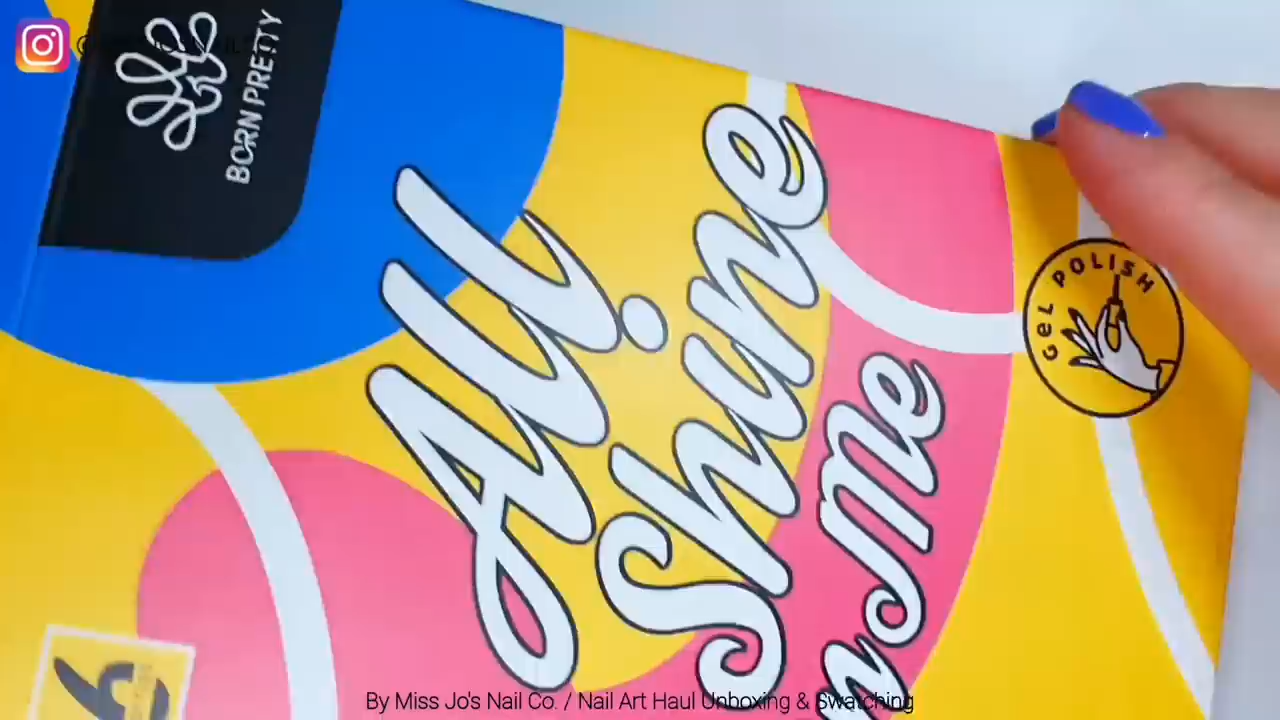 BORN PRETTY
All
Shine
Me
GEL POLISH
By Miss Jo's Nail Co. / Nail Art Haul Unboxing & Swatching